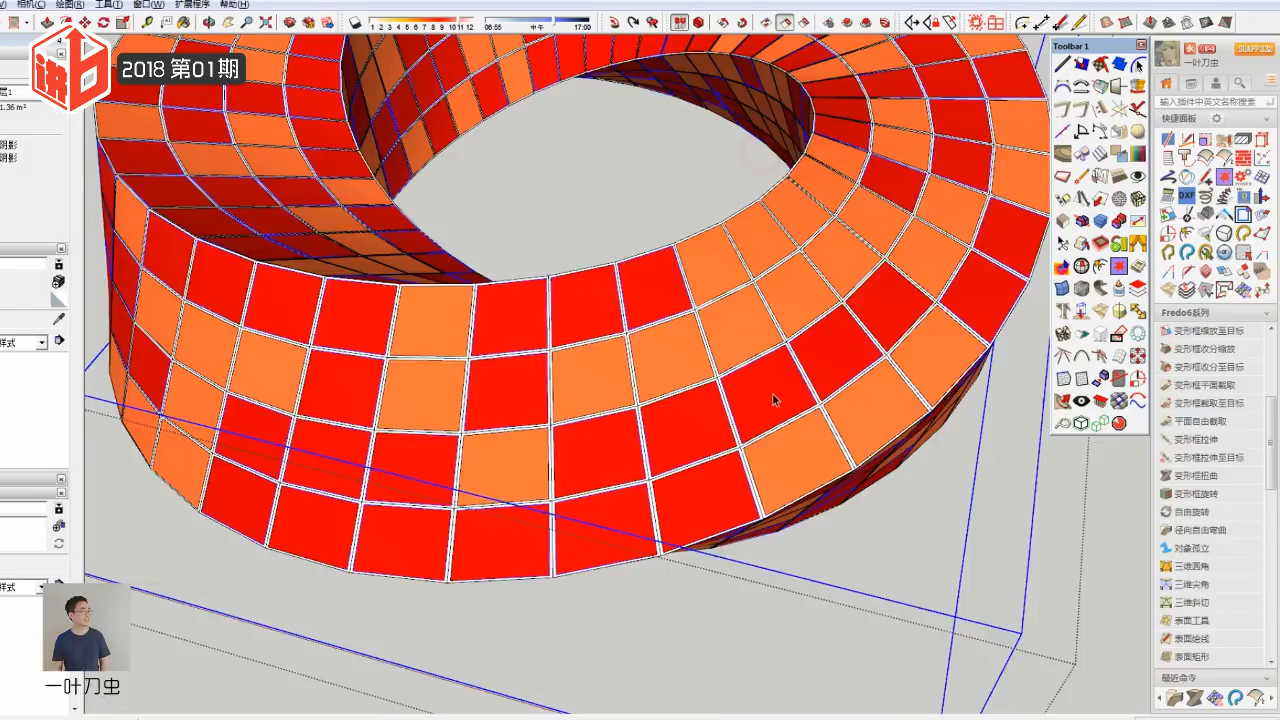 相机(C) 绘图(R) 工具(T) 窗口(W) 扩展程序 帮助(H)
1 2 3 4 5 6 7 8 9 10 11 12
06:55 中午 17:00
讲
2018 第01期
层1
1.36 m²
阴影
阴影
样式
样式
一叶刀虫
Toolbar 1
VIP4
SUAPP 3.32
一叶刀虫
输入插件中英文名称搜索
快捷面板
DXF
Fredo6系列
变形框缩放至目标
变形框收分缩放
变形框收分至目标
变形框平面截取
变形框截取至目标
平面自由截取
变形框拉伸
变形框拉伸至目标
变形框扭曲
变形框旋转
自由旋转
径向自由弯曲
对象孤立
三维圆角
三维尖角
三维斜切
表面工具
表面绘线
表面矩形
最近命令